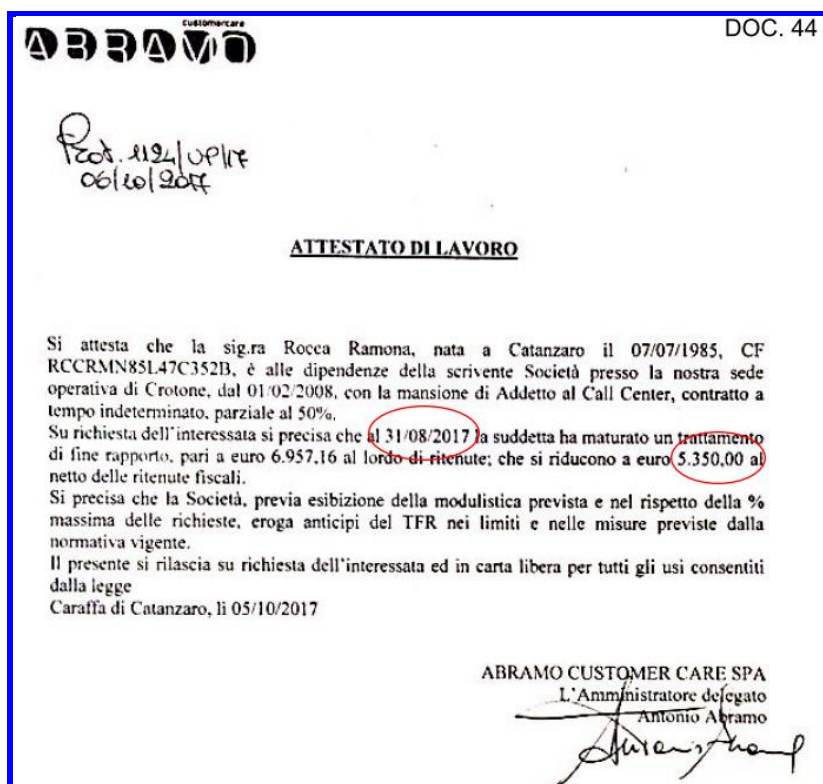 customercare
ABRAMO
DOC. 44
Prot. 1124/UP/17
06/10/2017
ATTESTATO DI LAVORO
Si attesta che la sig.ra Rocca Ramona, nata a Catanzaro il 07/07/1985, CF
RCCRMN85L47C352B, è alle dipendenze della scrivente Società presso la nostra sede
operativa di Crotone, dal 01/02/2008, con la mansione di Addetto al Call Center, contratto a
tempo indeterminato, parziale al 50%.
Su richiesta dell'interessata si precisa che al 31/08/2017 la suddetta ha maturato un trattamento
di fine rapporto, pari a euro 6.957,16 al lordo di ritenute; che si riducono a euro 5.350,00 al
netto delle ritenute fiscali.
Si precisa che la Società, previa esibizione della modulistica prevista e nel rispetto della %
massima delle richieste, eroga anticipi del TFR nei limiti e nelle misure previste dalla
normativa vigente.
Il presente si rilascia su richiesta dell'interessata ed in carta libera per tutti gli usi consentiti
dalla legge
Caraffa di Catanzaro, li 05/10/2017
ABRAMO CUSTOMER CARE SPA
L'Amministratore delegato
Antonio Abramo